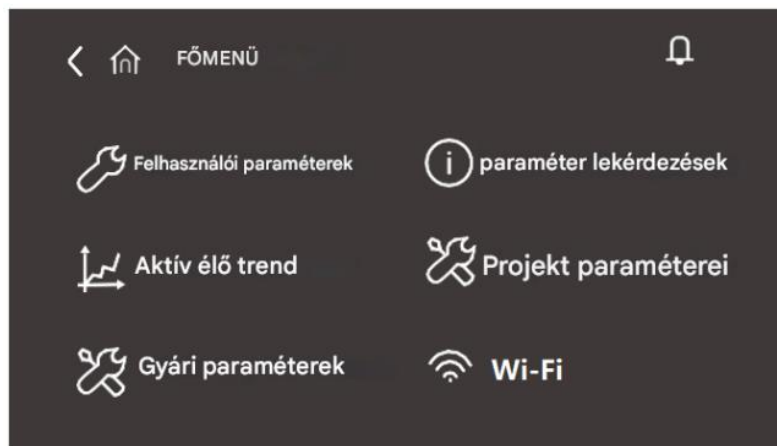 FŐMENÜ
Felhasználói paraméterek
paraméter lekérdezések
Aktív élő trend
Projekt paraméterei
Gyári paraméterek
Wi-Fi